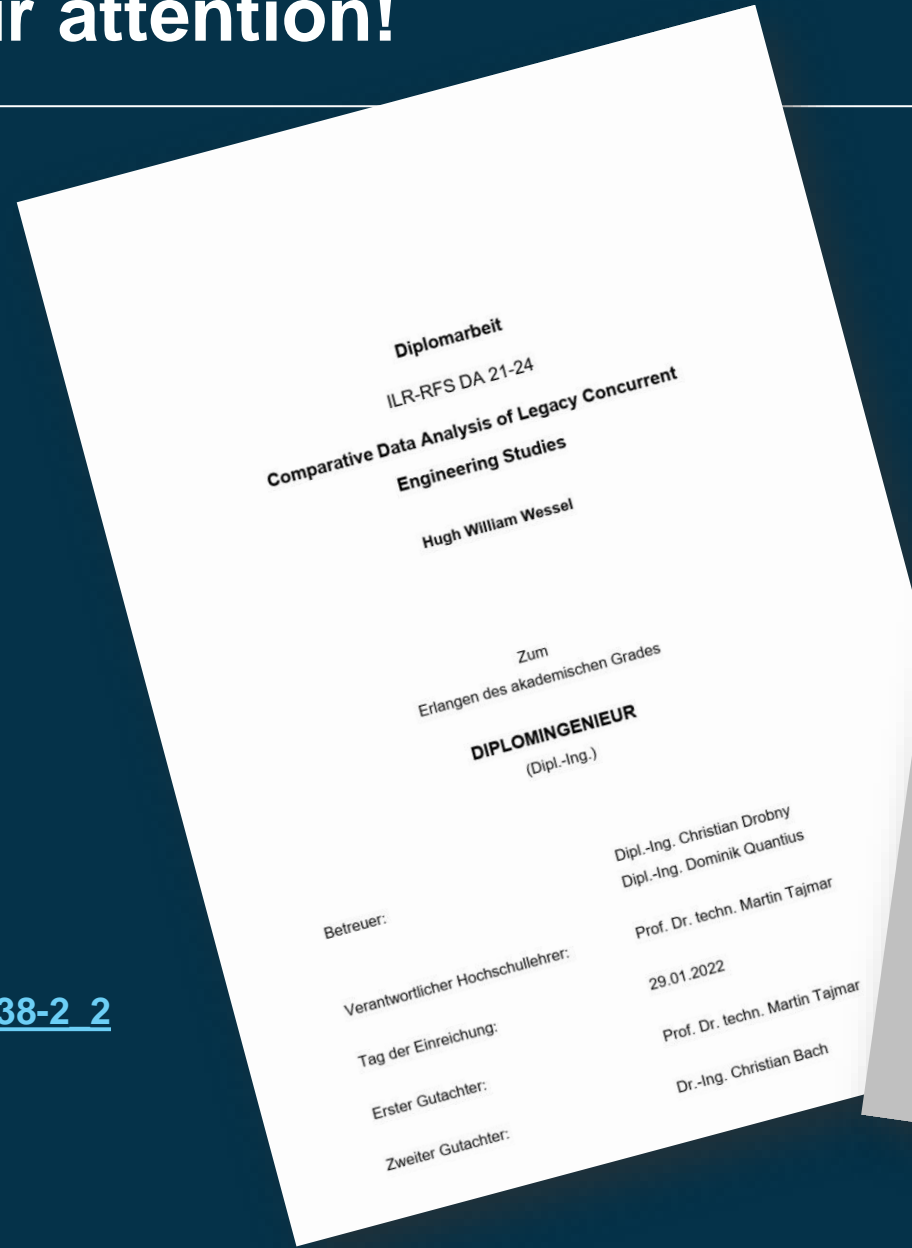 ir attention!
Diplomarbeit
ILR-RFS DA 21-24
Comparative Data Analysis of Legacy Concurrent
Engineering Studies
Hugh William Wessel
Zum
Erlangen des akademischen Grades
DIPLOMINGENIEUR
(Dipl.-Ing.)
Betreuer:
Dipl.-Ing. Christian Drobny
Dipl.-Ing. Dominik Quantius
Verantwortlicher Hochschullehrer:
Prof. Dr. techn. Martin Tajmar
Tag der Einreichung:
29.01.2022
Erster Gutachter:
Prof. Dr. techn. Martin Tajmar
Zweiter Gutachter:
Dr.-Ing. Christian Bach
38-2_2